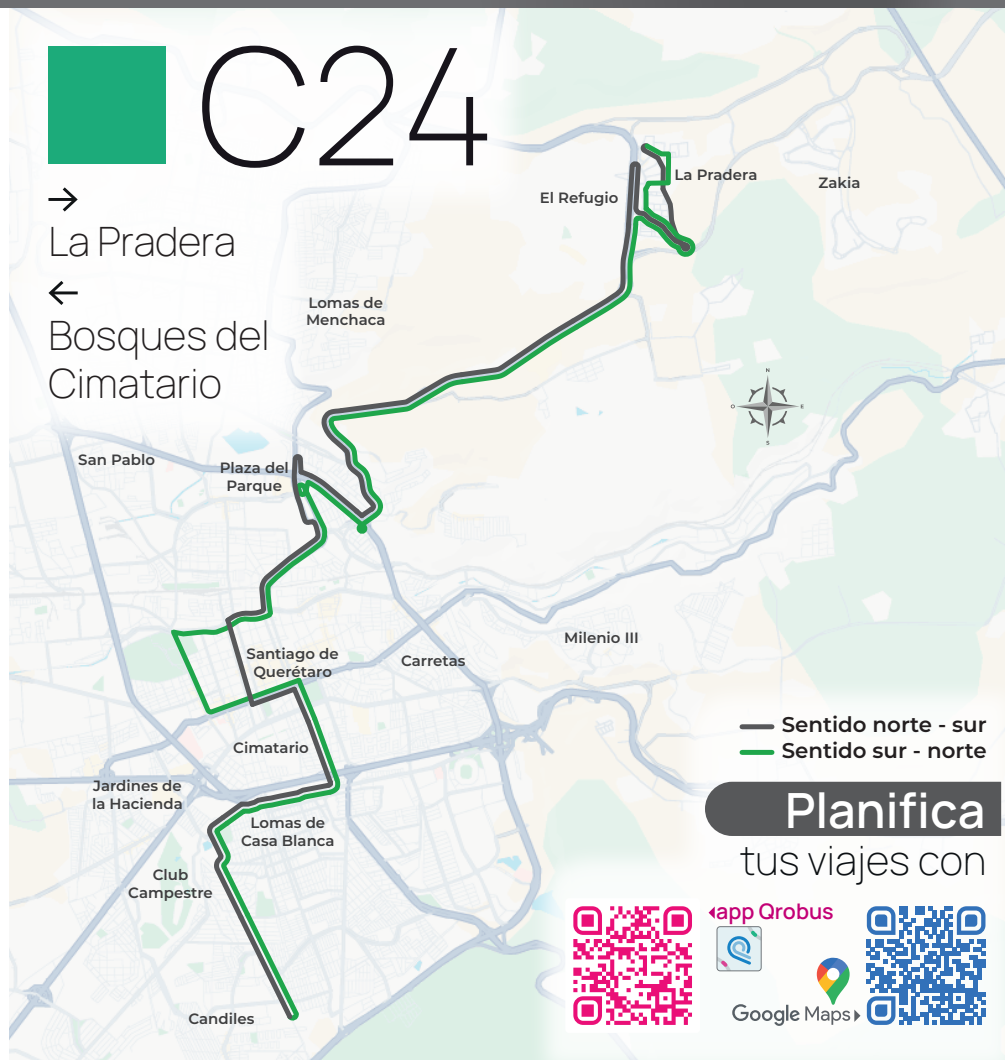 C24
→
La Pradera
←
Bosques del
Cimatario
La Pradera
Zakia
El Refugio
Lomas de
Menchaca
N
O
E
S
San Pablo
Plaza del
Parque
Milenio III
Santiago de
Querétaro
Carretas
Cimatario
Sentido norte - sur
Sentido sur - norte
Jardines de
la Hacienda
Lomas de
Casa Blanca
Planifica
tus viajes con
Club
Campestre
app Qrobus
Google Maps
Candiles